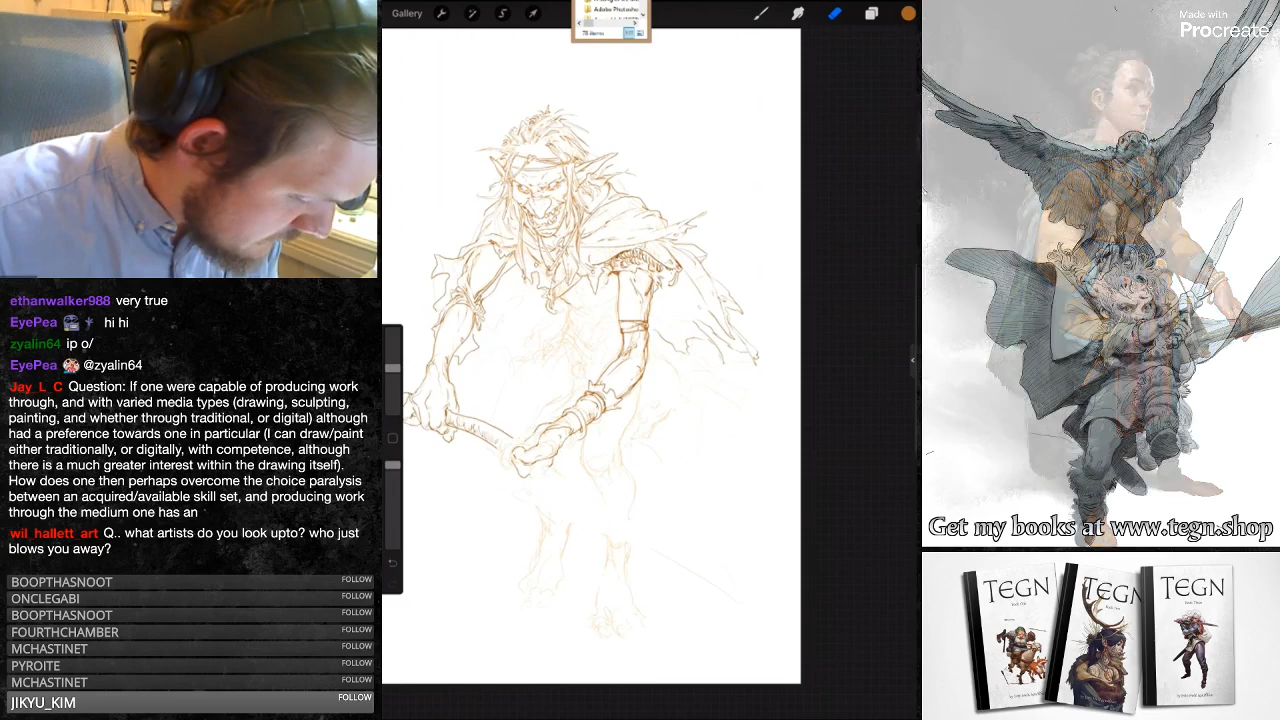 Gallery
Adobe Photosho
78 items
Made with
Procreate
ethanwalker988 very true
EyePea hi hi
zyalin64 ip o/
EyePea @zyalin64
Jay_L_C Question: If one were capable of producing work
through, and with varied media types (drawing, sculpting,
painting, and whether through traditional, or digital) although
had a preference towards one in particular (I can draw/paint
either traditionally, or digitally, with competence, although
there is a much greater interest within the drawing itself).
How does one then perhaps overcome the choice paralysis
between an acquired/available skill set, and producing work
through the medium one has an
wil_hallett_art Q.. what artists do you look upto? who just
blows you away?
BOOPTHASNOOT FOLLOW
ONCLEGABI FOLLOW
BOOPTHASNOOT FOLLOW
FOURTHCHAMBER FOLLOW
MCHASTINET FOLLOW
PYROITE FOLLOW
MCHASTINET FOLLOW
JIKYU_KIM FOLLOW
Get my books at www.tegn.shop
TEGN
TEGN
TEGN